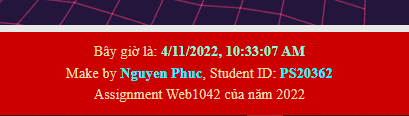 Bây giờ là: 4/11/2022, 10:33:07 AM
Make by Nguyen Phuc, Student ID: PS20362
Assignment Web1042 của năm 2022